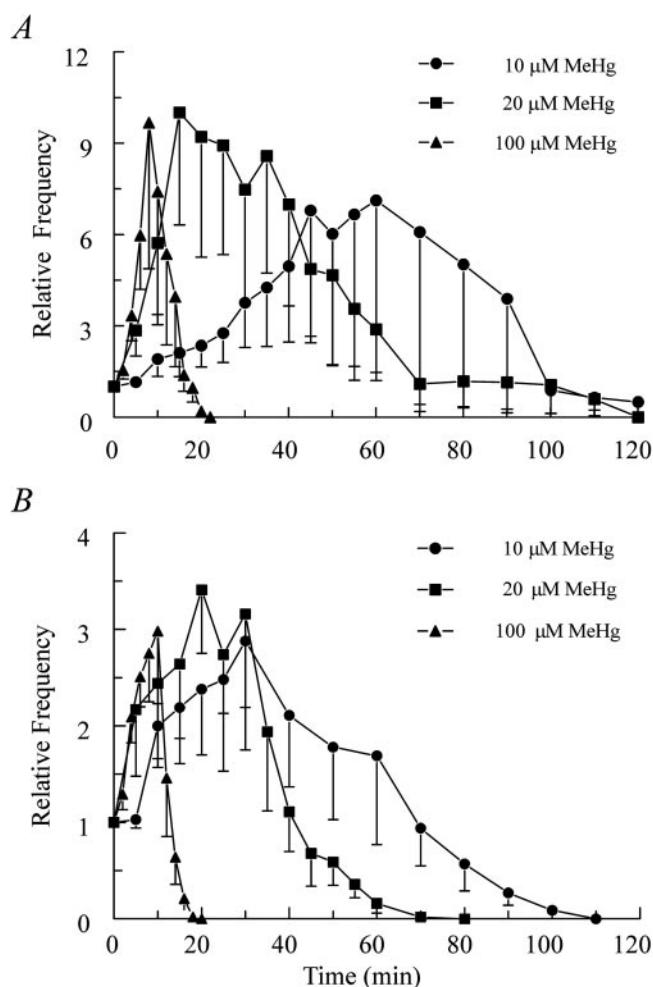 A
12
9
6
3
0
Relative Frequency
10 µM MeHg
20 µM MeHg
100 µM MeHg
0 20 40 60 80 100 120
B
4
3
2
1
0
Relative Frequency
10 µM MeHg
20 µM MeHg
100 µM MeHg
0 20 40 60 80 100 120
Time (min)